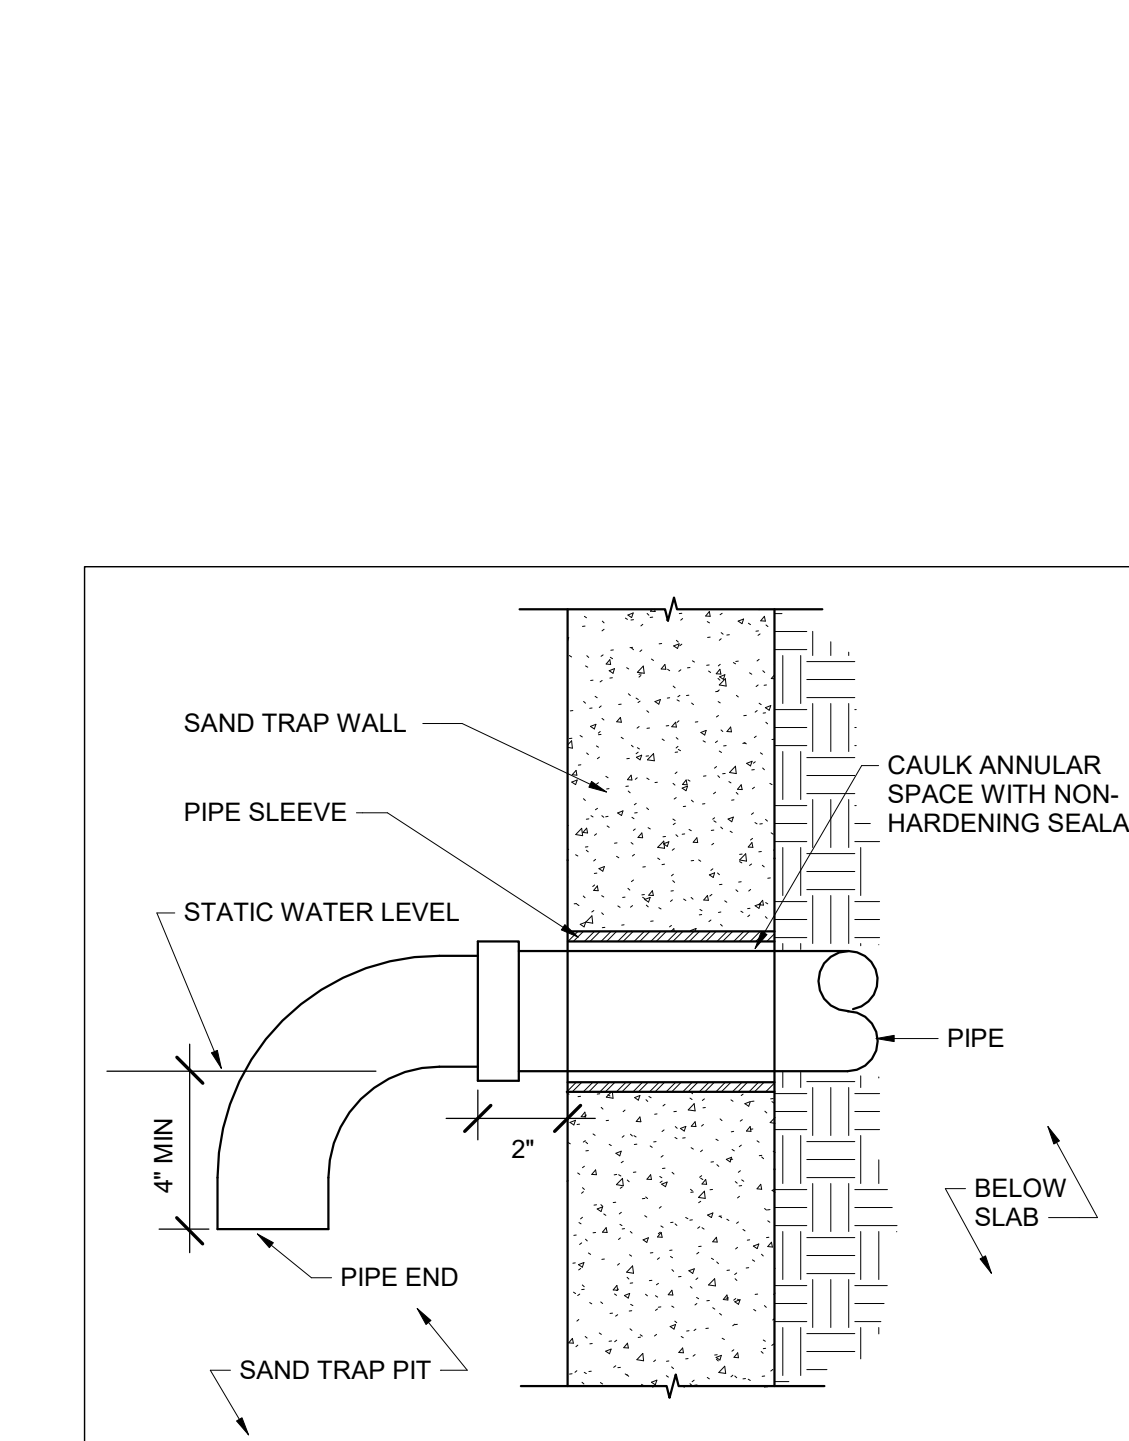 SAND TRAP WALL
CAULK ANNULAR
SPACE WITH NON-
HARDENING SEALA
PIPE SLEEVE
STATIC WATER LEVEL
PIPE
4" MIN
2"
BELOW
SLAB
PIPE END
SAND TRAP PIT